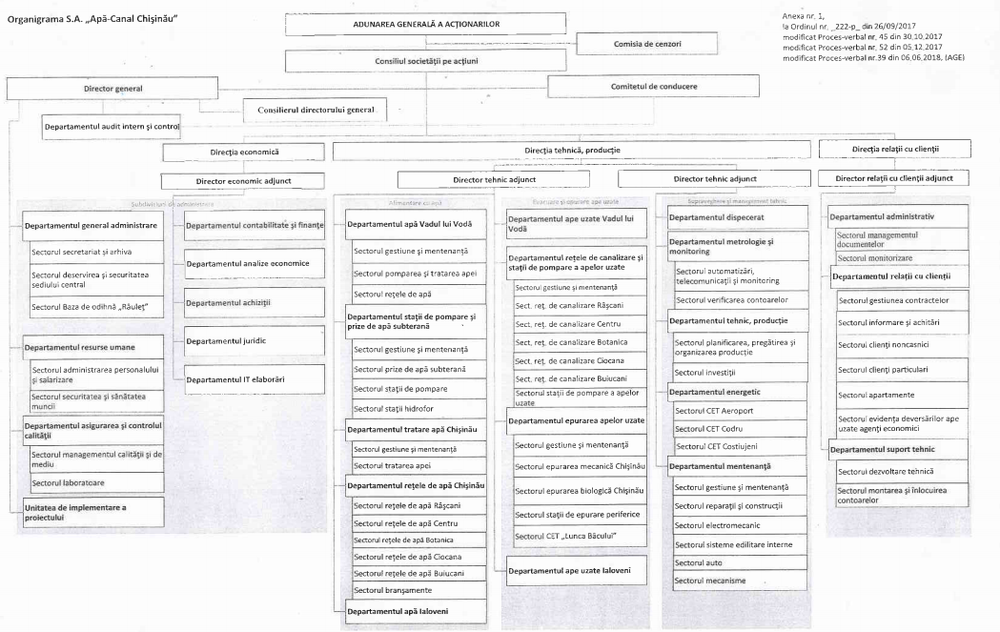 Organigrama S.A. „Apă-Canal Chişinău”
Anexa nr. 1,
la Ordinul nr. _222-p_ din 26/09/2017
modificat Proces-verbal nr. 45 din 30.10.2017
modificat Proces-verbal nr. 52 din 05.12.2017
modificat Proces-verbal nr.39 din 06.06.2018, (AGE)
ADUNAREA GENERALĂ A ACŢIONARILOR
Comisia de cenzori
Consiliul societăţii pe acţiuni
Director general
Comitetul de conducere
Consilierul directorului general
Departamentul audit intern şi control
Direcţia economică
Direcţia tehnică, producţie
Direcţia relaţii cu clienţii
Director economic adjunct
Director tehnic adjunct
Director tehnic adjunct
Director relaţii cu clienţii adjunct
Subdiviziuni de administrare
Departamentul general administrare
Sectorul secretariat şi arhiva
Sectorul deservirea şi securitatea
sediului central
Sectorul Baza de odihnă „Răuleţ”
Departamentul resurse umane
Sectorul administrarea personalului
şi salarizare
Sectorul securitatea şi sănătatea
muncii
Departamentul asigurarea şi controlul
calităţii
Sectorul managementul calităţii şi de
mediu
Sectorul laboratoare
Unitatea de implementare a
proiectului
Departamentul contabilitate şi finanţe
Departamentul analize economice
Departamentul achiziţii
Departamentul juridic
Departamentul IT elaborări
Alimentare cu apă
Departamentul apă Vadul lui Vodă
Sectorul gestiune şi mentenanţă
Sectorul pomparea şi tratarea apei
Sectorul reţele de apă
Departamentul staţii de pompare şi
prize de apă subterană
Sectorul gestiune şi mentenanţă
Sectorul prize de apă subterană
Sectorul staţii de pompare
Sectorul staţii hidrofor
Departamentul tratare apă Chişinău
Sectorul gestiune şi mentenanţă
Sectorul tratarea apei
Departamentul reţele de apă Chişinău
Sectorul reţele de apă Râşcani
Sectorul reţele de apă Centru
Sectorul reţele de apă Botanica
Sectorul reţele de apă Ciocana
Sectorul reţele de apă Buiucani
Sectorul branşamente
Departamentul apă Ialoveni
Evacuare şi epurare ape uzate
Departamentul ape uzate Vadul lui
Vodă
Departamentul reţele de canalizare şi
staţii de pompare a apelor uzate
Sectorul gestiune şi mentenanţă
Sect. reţ. de canalizare Râşcani
Sect. reţ. de canalizare Centru
Sect. reţ. de canalizare Botanica
Sect. reţ. de canalizare Ciocana
Sect. reţ. de canalizare Buiucani
Sectorul staţii de pompare a apelor
uzate
Departamentul epurarea apelor uzate
Sectorul gestiune şi mentenanţă
Sectorul epurarea mecanică Chişinău
Sectorul epurarea biologică Chişinău
Sectorul staţii de epurare periferice
Sectorul CET „Lunca Bâcului”
Departamentul ape uzate Ialoveni
Supraveghere şi management tehnic
Departamentul dispecerat
Departamentul metrologie şi
monitoring
Sectorul automatizări,
telecomunicaţii şi monitoring
Sectorul verificarea contoarelor
Departamentul tehnic, producţie
Sectorul planificarea, pregătirea şi
organizarea producţie
Sectorul investiţii
Departamentul energetic
Sectorul CET Aeroport
Sectorul CET Codru
Sectorul CET Costiujeni
Departamentul mentenanţă
Sectorul gestiune şi mentenanţă
Sectorul reparaţii şi construcţii
Sectorul electromecanic
Sectorul sisteme edilitare interne
Sectorul auto
Sectorul mecanisme
Departamentul administrativ
Sectorul managementul
documentelor
Sectorul monitorizare
Departamentul relaţii cu clienţii
Sectorul gestiunea contractelor
Sectorul informare şi achitări
Sectorul clienţi noncasnici
Sectorul clienţi particulari
Sectorul apartamente
Sectorul evidenţa deversărilor ape
uzate agenţi economici
Departamentul suport tehnic
Sectorul dezvoltare tehnică
Sectorul montarea şi înlocuirea
contoarelor